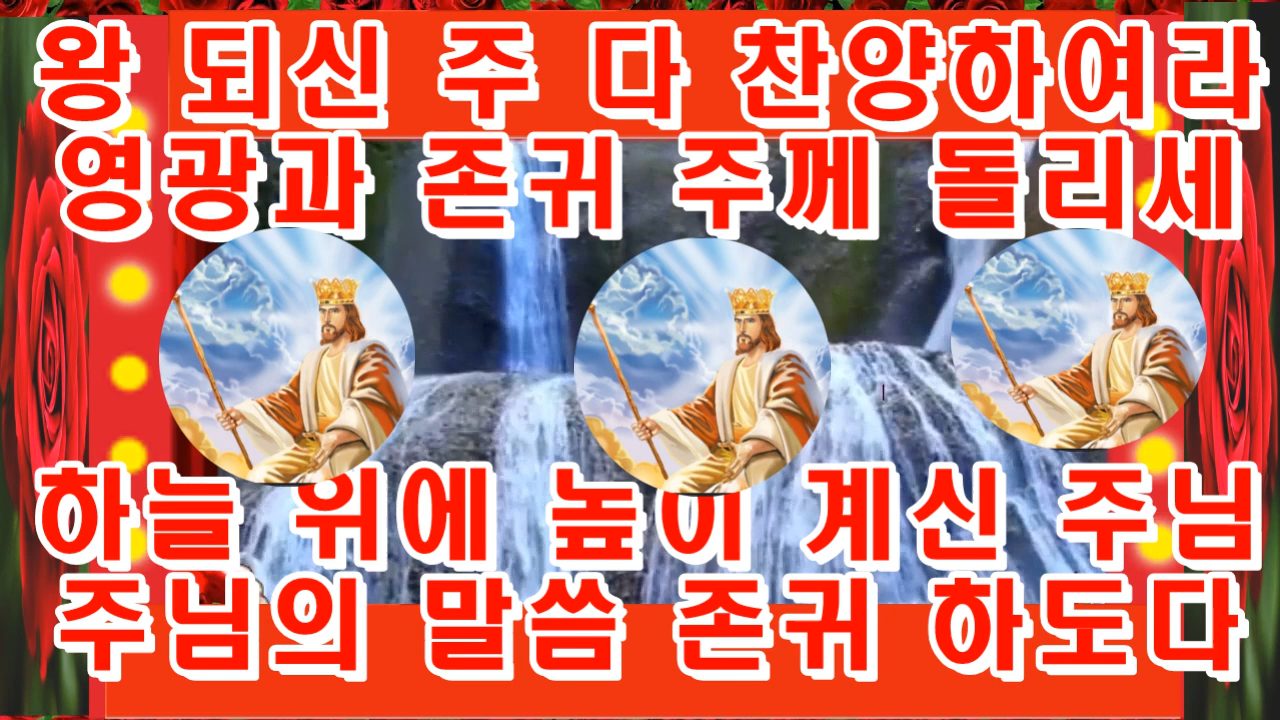 왕 되신 주 다 찬양하여라
영광과 존귀 주께 돌리세
하늘 위에 높이 계신 주님
주님의 말씀 존귀 하도다